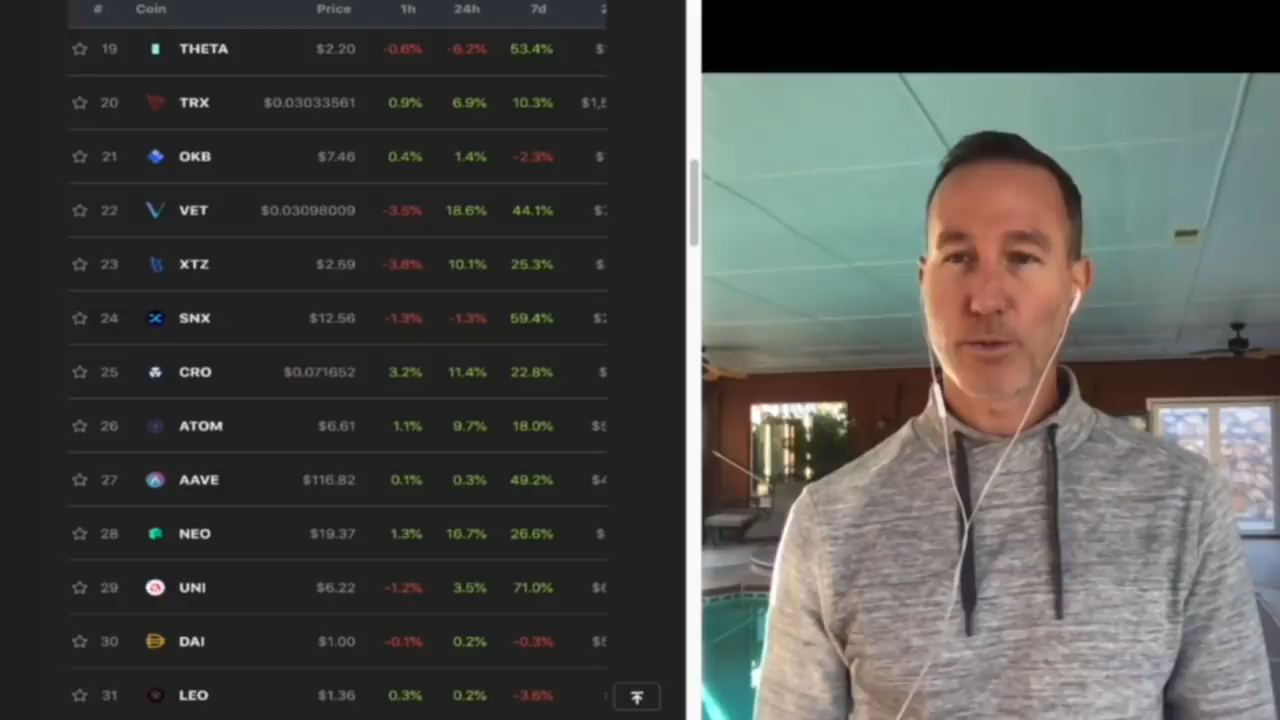 # Coin Price 1h 24h 7d
19 THETA $2.20 -0.6% -6.2% 53.4%
20 TRX $0.03033561 0.9% 6.9% 10.3%
21 OKB $7.46 0.4% 1.4% -2.3%
22 VET $0.03098009 -3.5% 18.6% 44.1%
23 XTZ $2.59 -3.8% 10.1% 25.3%
24 SNX $12.56 -1.3% -1.3% 59.4%
25 CRO $0.071652 3.2% 11.4% 22.8%
26 ATOM $6.61 1.1% 9.7% 18.0%
27 AAVE $116.82 0.1% 0.3% 49.2%
28 NEO $19.37 1.3% 16.7% 26.6%
29 UNI $6.22 -1.2% 3.5% 71.0%
30 DAI $1.00 -0.1% 0.2% -0.3%
31 LEO $1.36 0.3% 0.2% -3.6%